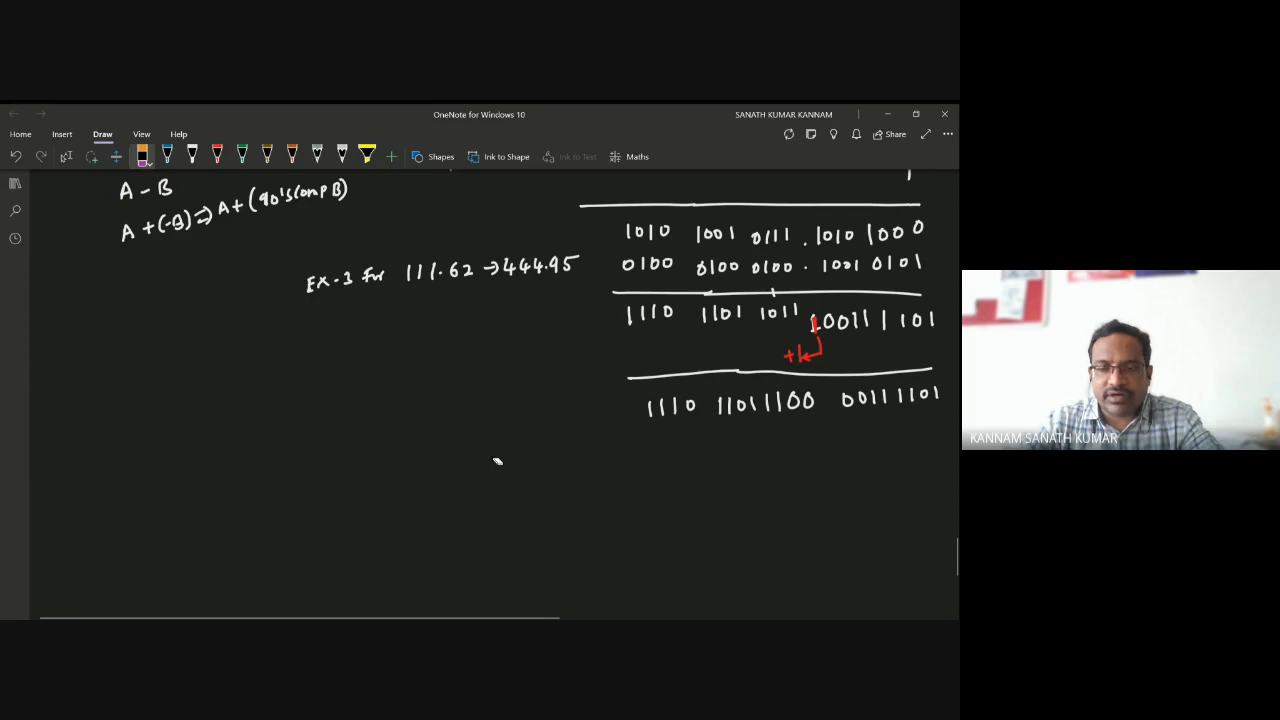 OneNote for Windows 10
SANATH KUMAR KANNAM
Home Insert Draw View Help
Share
Shapes Ink to Shape Ink to Text Maths
1
A - B
A + (-B) => A + (90's comp B)
1010 1001 0111 . 1010 1000
0100 0100 0100 . 1001 0101
Ex-3 for 111.62 → 444.95
1110 1101 1011 100111101
+1
1110 11011100 00111101
KANNAM SANATH KUMAR